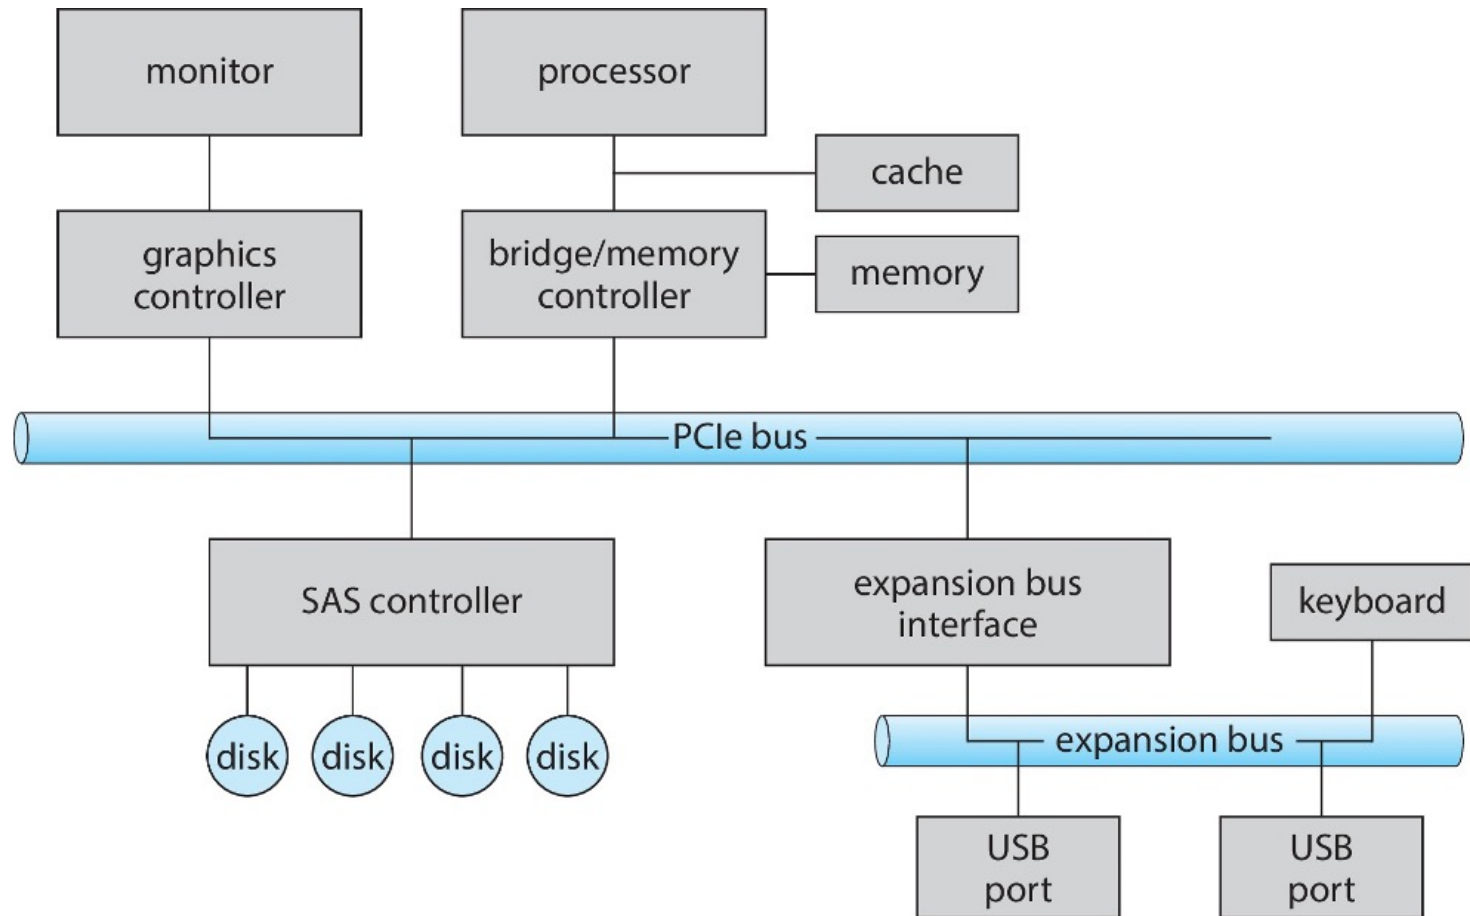 monitor
processor
cache
graphics
controller
bridge/memory
controller
memory
PCIe bus
SAS controller
expansion bus
interface
keyboard
disk
disk
disk
disk
expansion bus
USB
port
USB
port